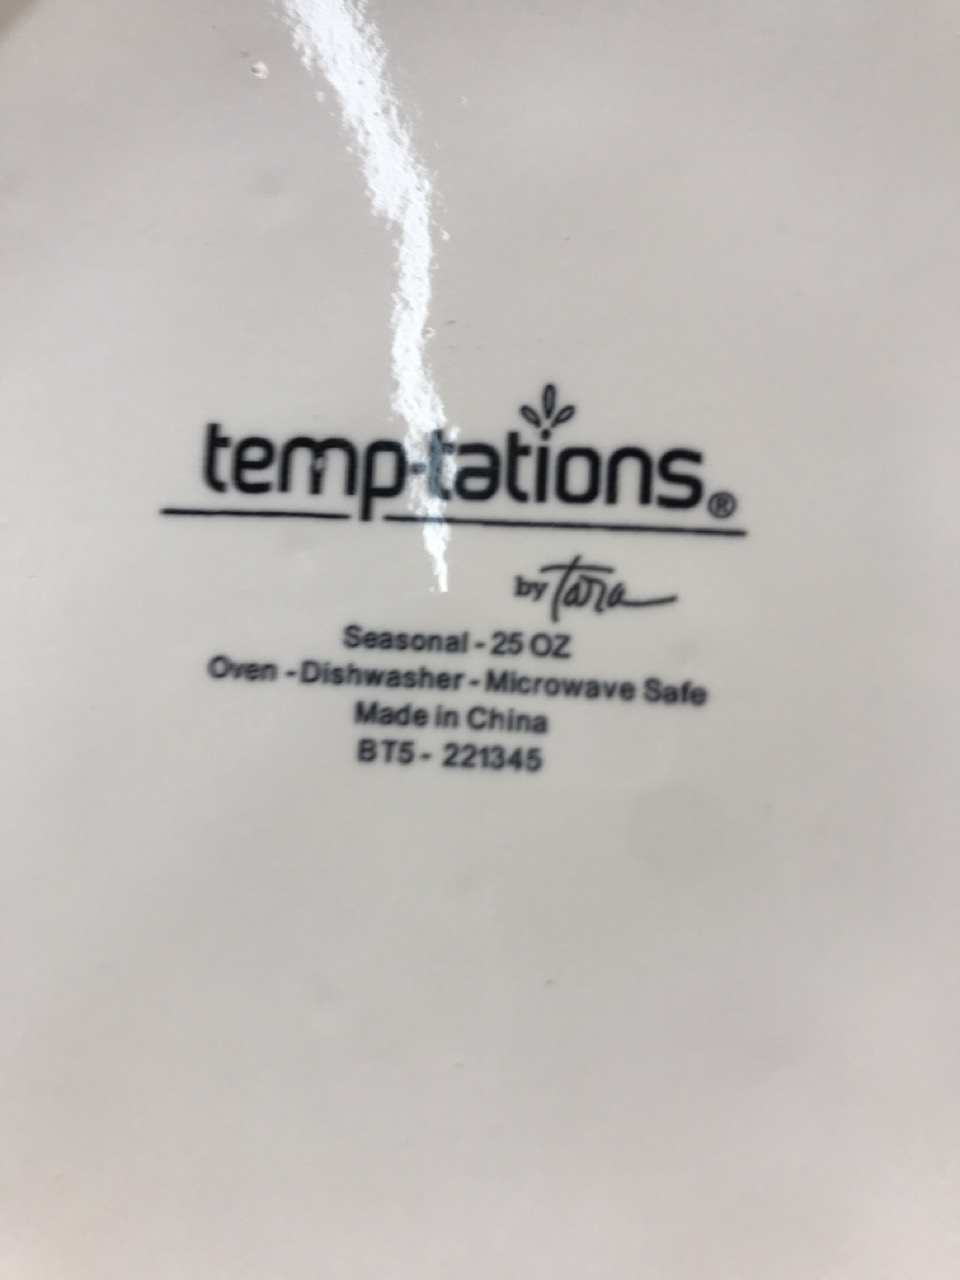 temp-tations®
by Tara
Seasonal - 25 OZ
Oven - Dishwasher - Microwave Safe
Made in China
BT5 - 221345